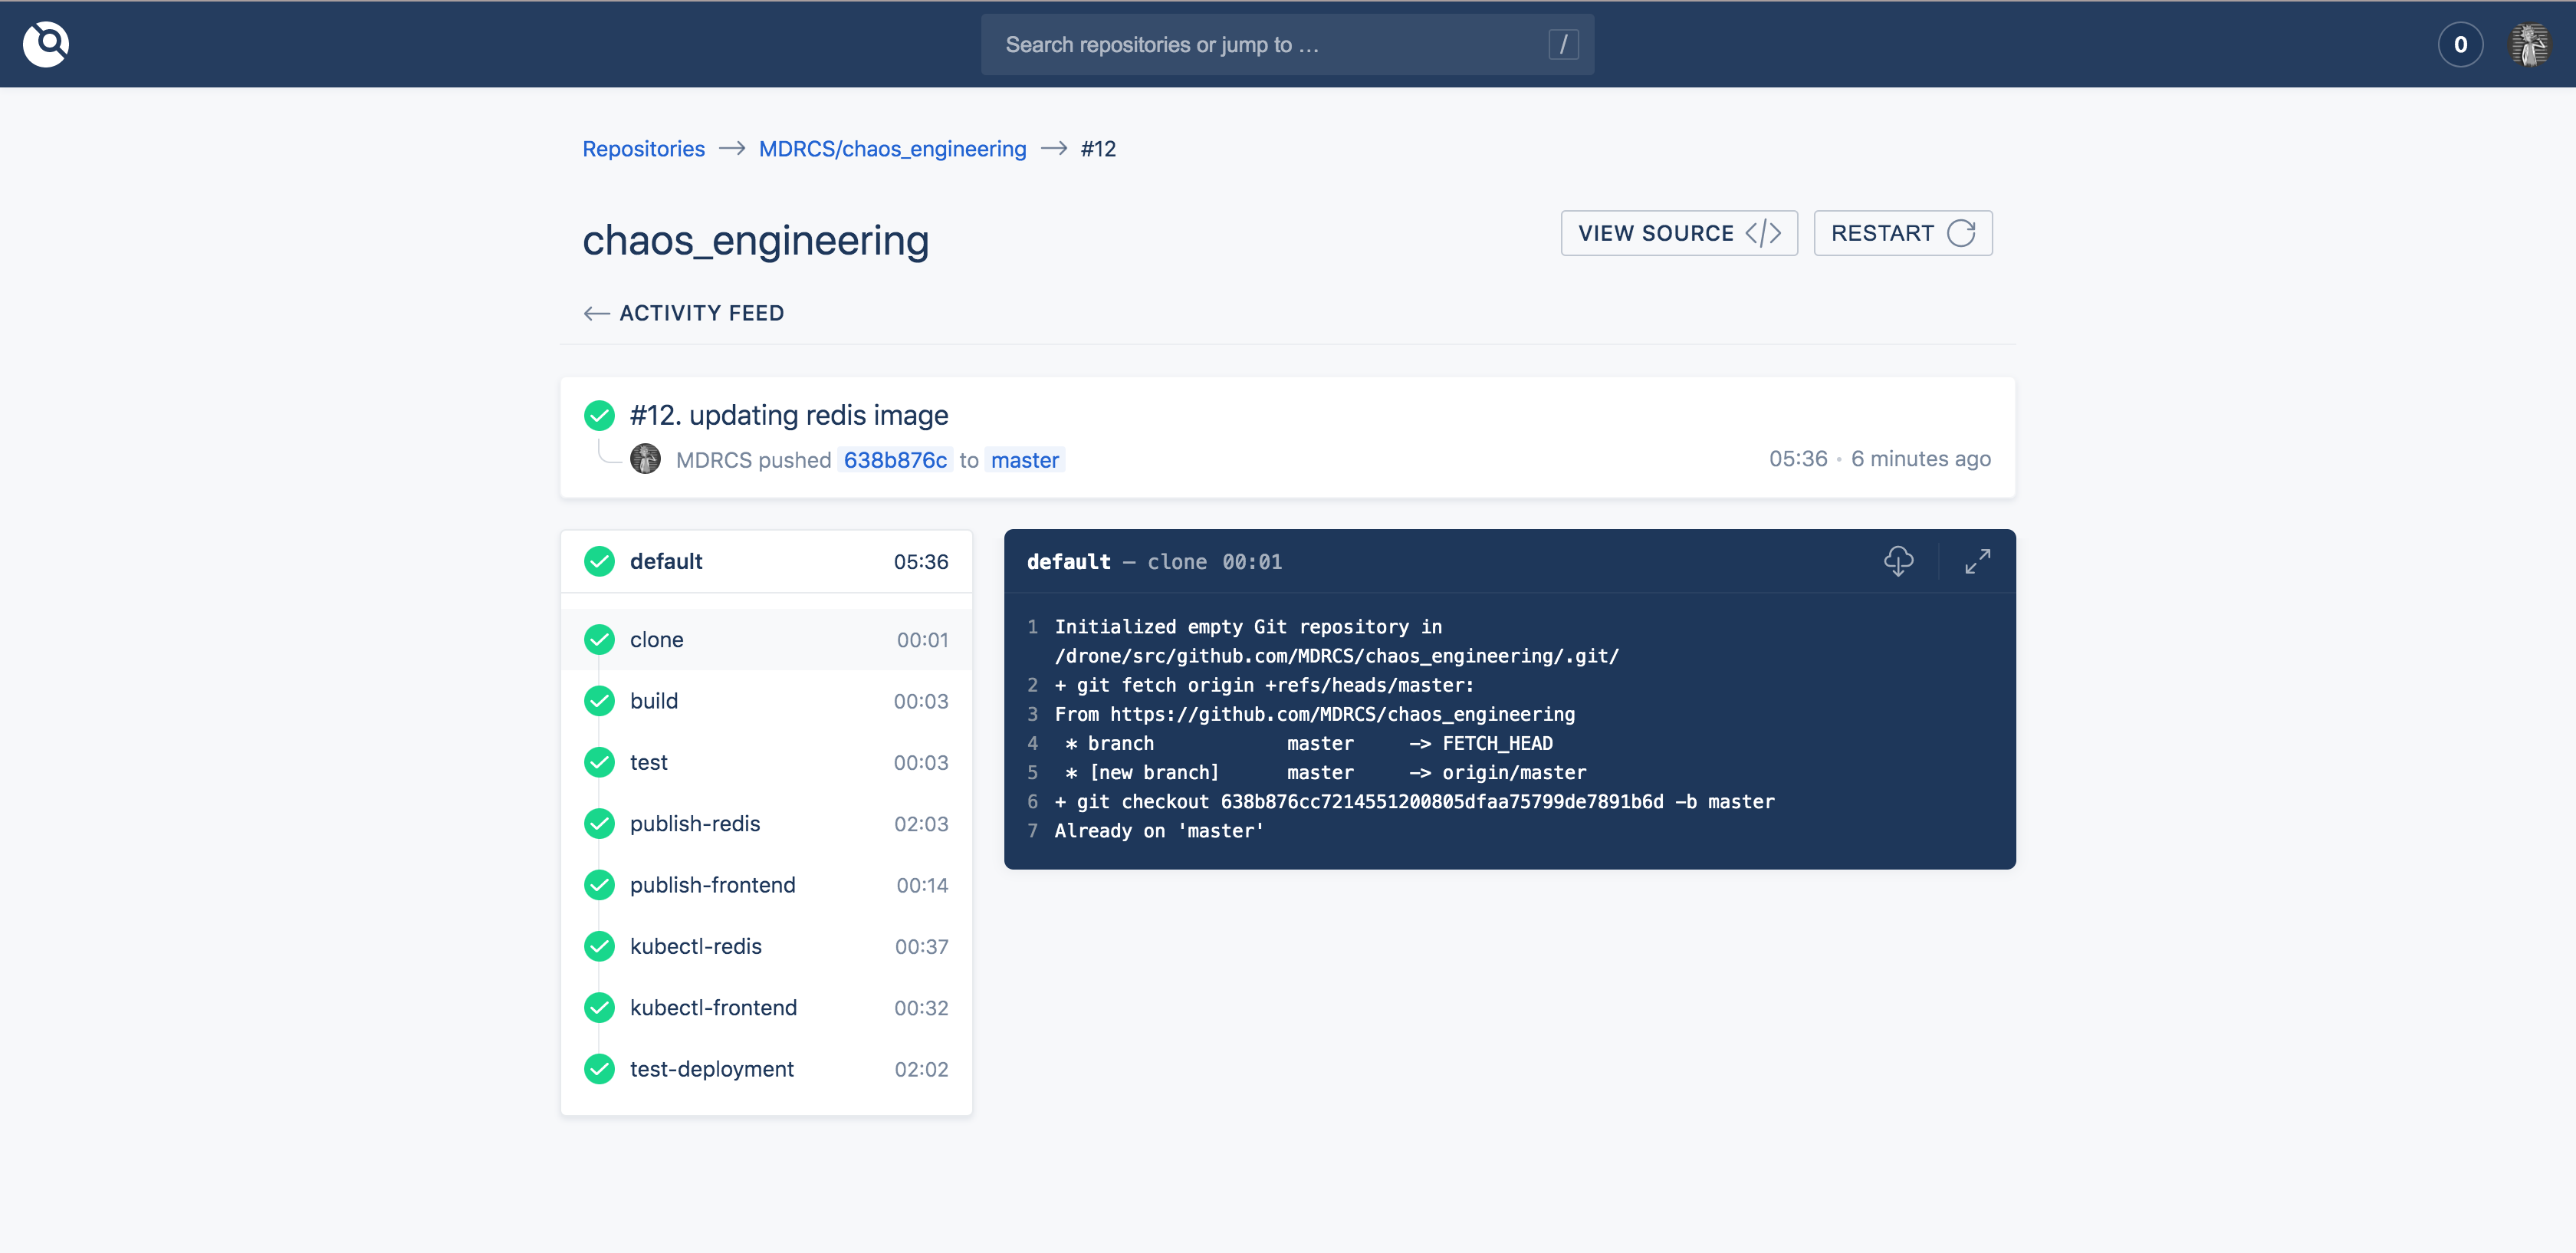 Search repositories or jump to …
/
0
Repositories → MDRCS/chaos_engineering → #12
chaos_engineering
VIEW SOURCE </>
RESTART
← ACTIVITY FEED
#12. updating redis image
MDRCS pushed 638b876c to master
05:36 • 6 minutes ago
default 05:36
clone 00:01
build 00:03
test 00:03
publish-redis 02:03
publish-frontend 00:14
kubectl-redis 00:37
kubectl-frontend 00:32
test-deployment 02:02
default — clone 00:01
1 Initialized empty Git repository in
/drone/src/github.com/MDRCS/chaos_engineering/.git/
2 + git fetch origin +refs/heads/master:
3 From https://github.com/MDRCS/chaos_engineering
4 * branch master -> FETCH_HEAD
5 * [new branch] master -> origin/master
6 + git checkout 638b876cc7214551200805dfaa75799de7891b6d -b master
7 Already on 'master'